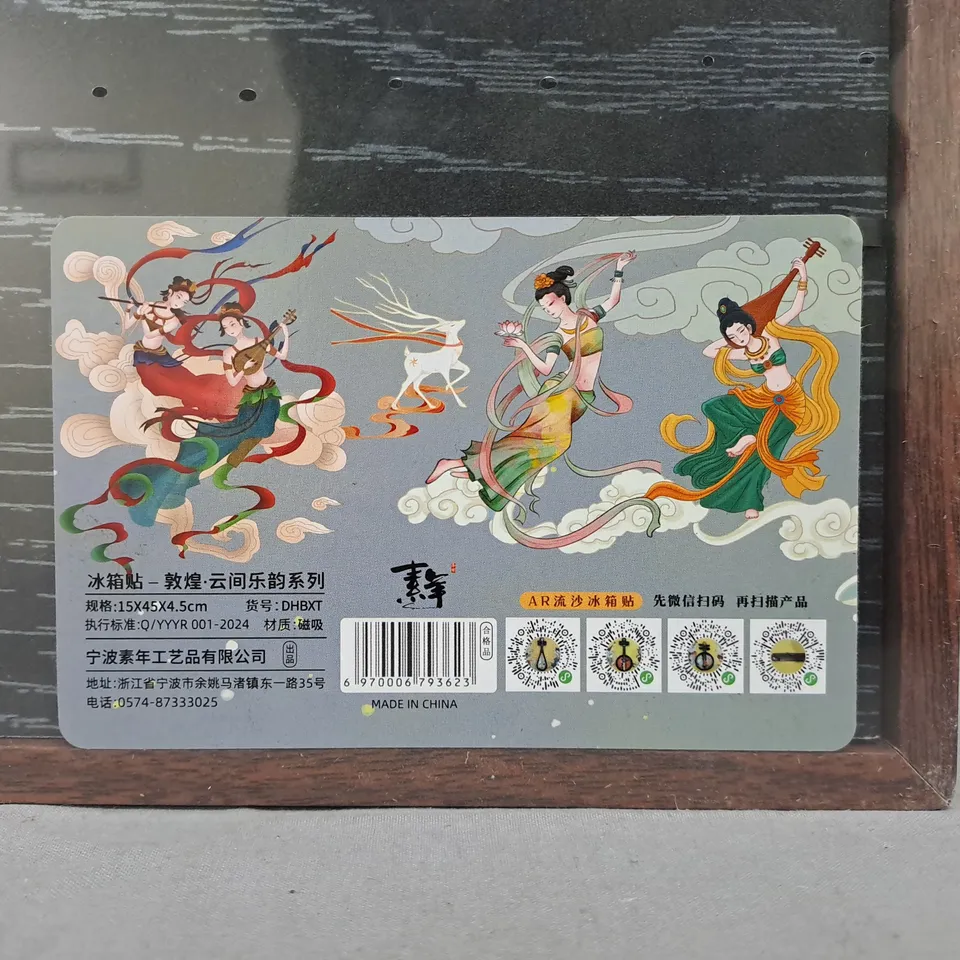 冰箱贴 – 敦煌·云间乐韵系列
规格:15X45X4.5cm 货号:DHBXT
执行标准:Q/YYYR 001-2024 材质:磁吸
宁波素年工艺品有限公司 出品
地址:浙江省宁波市余姚马渚镇东一路35号
电话:0574-87333025
素年
合格品
6 970006 793623
MADE IN CHINA
AR流沙冰箱贴 先微信扫码 再扫描产品